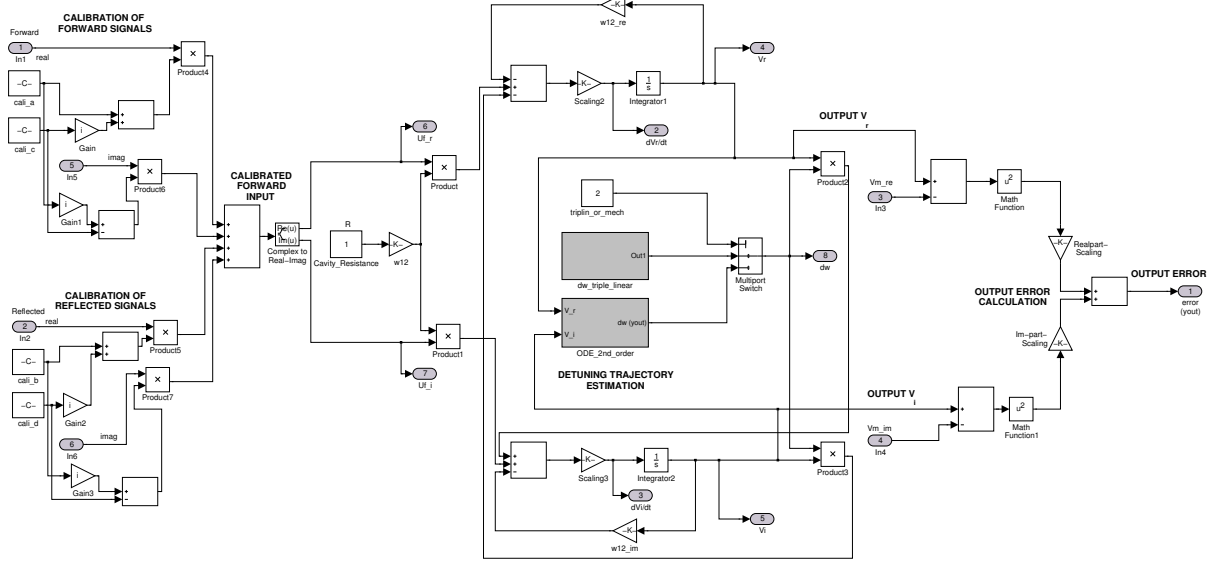 CALIBRATION OF
FORWARD SIGNALS
Forward
1
In1
real
×
Product4
−C−
cali_a
−C−
cali_c
i
Gain
+
+
imag
5
In5
×
Product6
i
Gain1
+
−
CALIBRATED
FORWARD
INPUT
+
+
+
+
Re(u)
Im(u)
Complex to
Real−Imag
CALIBRATION OF
REFLECTED SIGNALS
Reflected
2
In2
real
×
Product5
−C−
cali_b
−C−
cali_d
+
+
i
Gain2
imag
6
In6
×
Product7
i
Gain3
+
−
R
1
Cavity_Resistance
−K−
w12
6
Uf_r
×
Product
×
Product1
7
Uf_i
−K−
w12_re
−
+
−
−K−
Scaling2
1
s
Integrator1
4
Vr
2
dVr/dt
2
triplin_or_mech
Out1
dw_triple_linear
V_r
V_i
dw (yout)
ODE_2nd_order
DETUNING TRAJECTORY
ESTIMATION
Multiport
Switch
8
dw
×
Product2
+
+
−
−K−
Scaling3
1
s
Integrator2
3
dVi/dt
−K−
w12_im
5
Vi
×
Product3
OUTPUT V
r
Vm_re
3
In3
+
−
u²
Math
Function
−K−
Realpart−
Scaling
OUTPUT ERROR
CALCULATION
+
+
OUTPUT ERROR
1
error
(yout)
Im−part−
Scaling
−K−
OUTPUT V
i
Vm_im
4
In4
+
−
u²
Math
Function1